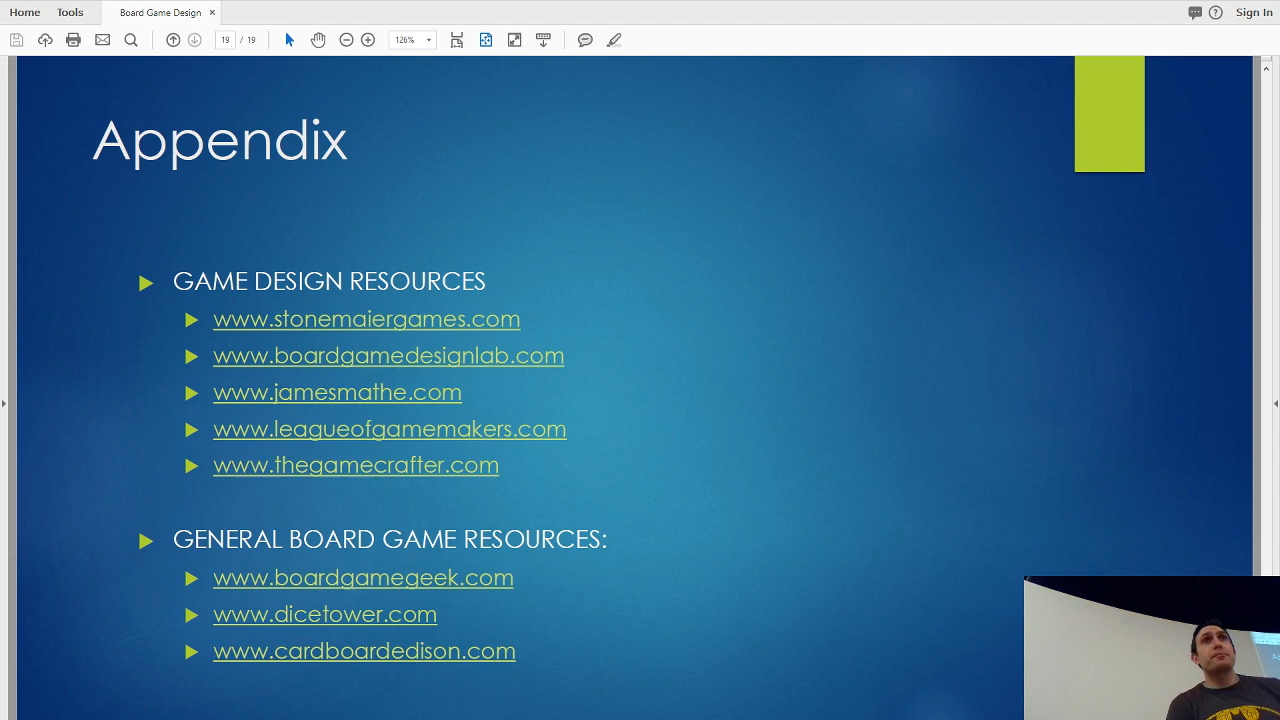 Home Tools Board Game Design × Sign In
19 / 19 126%
Appendix
GAME DESIGN RESOURCES
www.stonemaiergames.com
www.boardgamedesignlab.com
www.jamesmathe.com
www.leagueofgamemakers.com
www.thegamecrafter.com
GENERAL BOARD GAME RESOURCES:
www.boardgamegeek.com
www.dicetower.com
www.cardboardedison.com